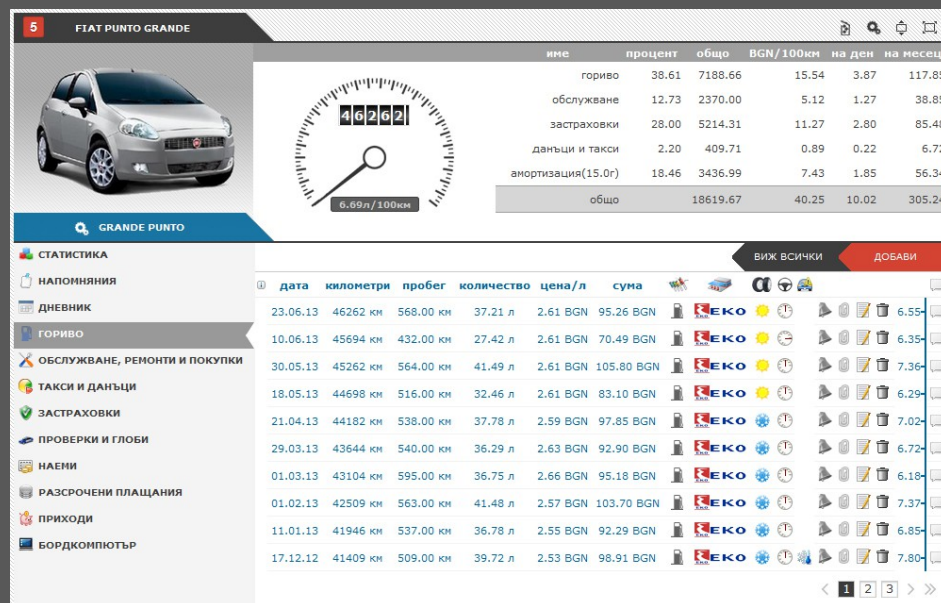 5 FIAT PUNTO GRANDE
име процент общо BGN/100км на ден на месец
гориво 38.61 7188.66 15.54 3.87 117.85
обслужване 12.73 2370.00 5.12 1.27 38.85
застраховки 28.00 5214.31 11.27 2.80 85.48
данъци и такси 2.20 409.71 0.89 0.22 6.72
амортизация(15.0г) 18.46 3436.99 7.43 1.85 56.34
общо 18619.67 40.25 10.02 305.24
46262
6.69л/100км
GRANDE PUNTO
СТАТИСТИКА
НАПОМНЯНИЯ
ДНЕВНИК
ГОРИВО
ОБСЛУЖВАНЕ, РЕМОНТИ И ПОКУПКИ
ТАКСИ И ДАНЪЦИ
ЗАСТРАХОВКИ
ПРОВЕРКИ И ГЛОБИ
НАЕМИ
РАЗСРОЧЕНИ ПЛАЩАНИЯ
ПРИХОДИ
БОРДКОМПЮТЪР
ВИЖ ВСИЧКИ ДОБАВИ
дата километри пробег количество цена/л сума
23.06.13 46262 км 568.00 км 37.21 л 2.61 BGN 95.26 BGN EKO 6.55
10.06.13 45694 км 432.00 км 27.42 л 2.61 BGN 70.49 BGN EKO 6.35
30.05.13 45262 км 564.00 км 41.49 л 2.61 BGN 105.80 BGN EKO 7.36
18.05.13 44698 км 516.00 км 32.46 л 2.61 BGN 83.10 BGN EKO 6.29
21.04.13 44182 км 538.00 км 37.78 л 2.59 BGN 97.85 BGN EKO 7.02
29.03.13 43644 км 540.00 км 36.29 л 2.63 BGN 92.90 BGN EKO 6.72
01.03.13 43104 км 595.00 км 36.75 л 2.66 BGN 95.18 BGN EKO 6.18
01.02.13 42509 км 563.00 км 41.48 л 2.57 BGN 103.70 BGN EKO 7.37
11.01.13 41946 км 537.00 км 36.78 л 2.55 BGN 92.29 BGN EKO 6.85
17.12.12 41409 км 509.00 км 39.72 л 2.53 BGN 98.91 BGN EKO 7.80
1 2 3